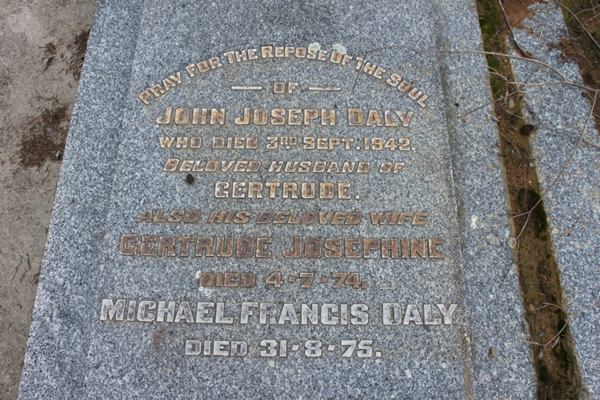 PRAY FOR THE REPOSE OF THE SOUL
— OF —
JOHN JOSEPH DALY
WHO DIED 3RD SEPT. 1942.
BELOVED HUSBAND OF
GERTRUDE.
ALSO HIS BELOVED WIFE
GERTRUDE JOSEPHINE
DIED 4-7-74.
MICHAEL FRANCIS DALY
DIED 31-8-75.